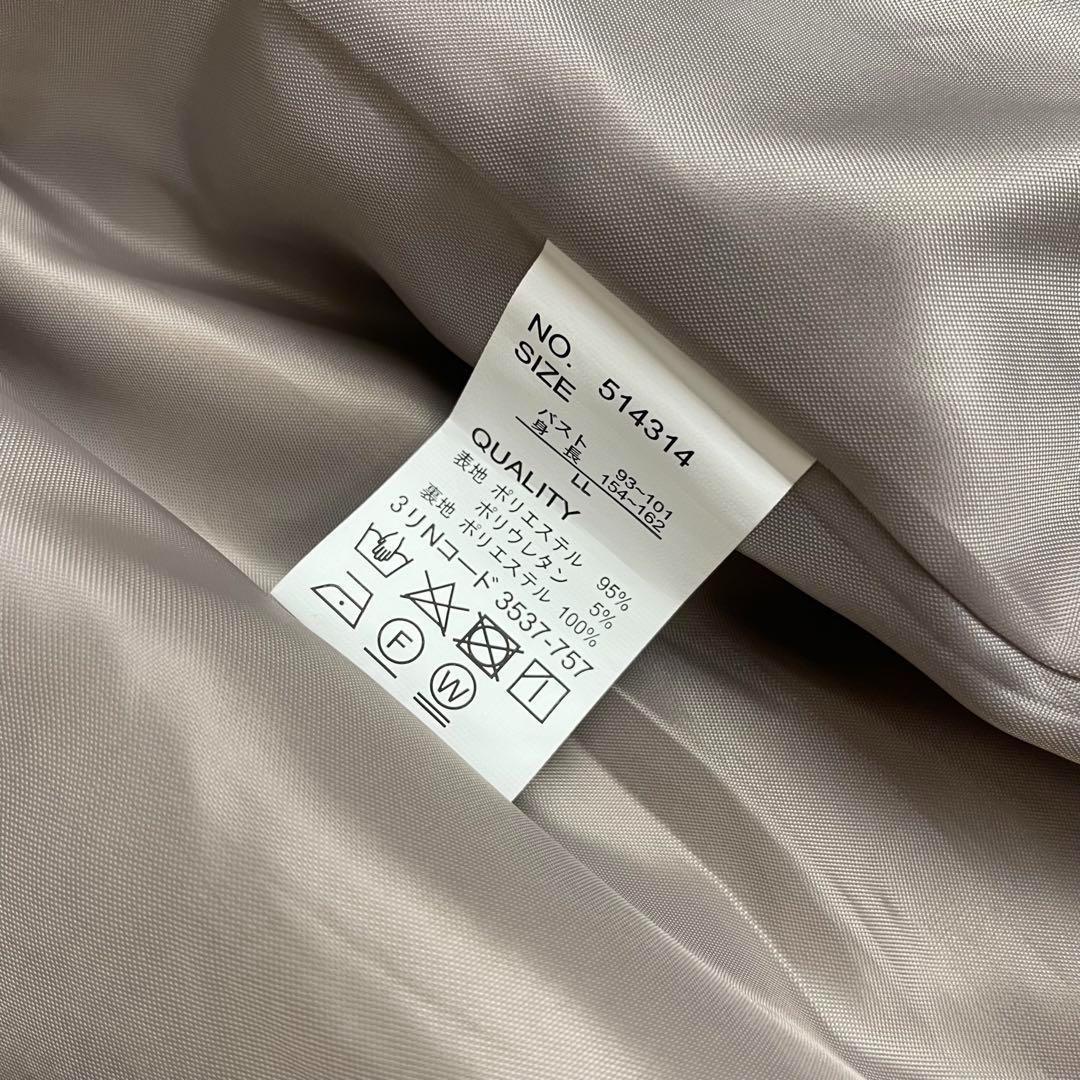 NO. 514314
SIZE
バスト 93~101
身長 154~162
LL
QUALITY
表地 ポリエステル 95%
ポリウレタン 5%
裏地 ポリエステル 100%
3リNコード 3537-757
F
W